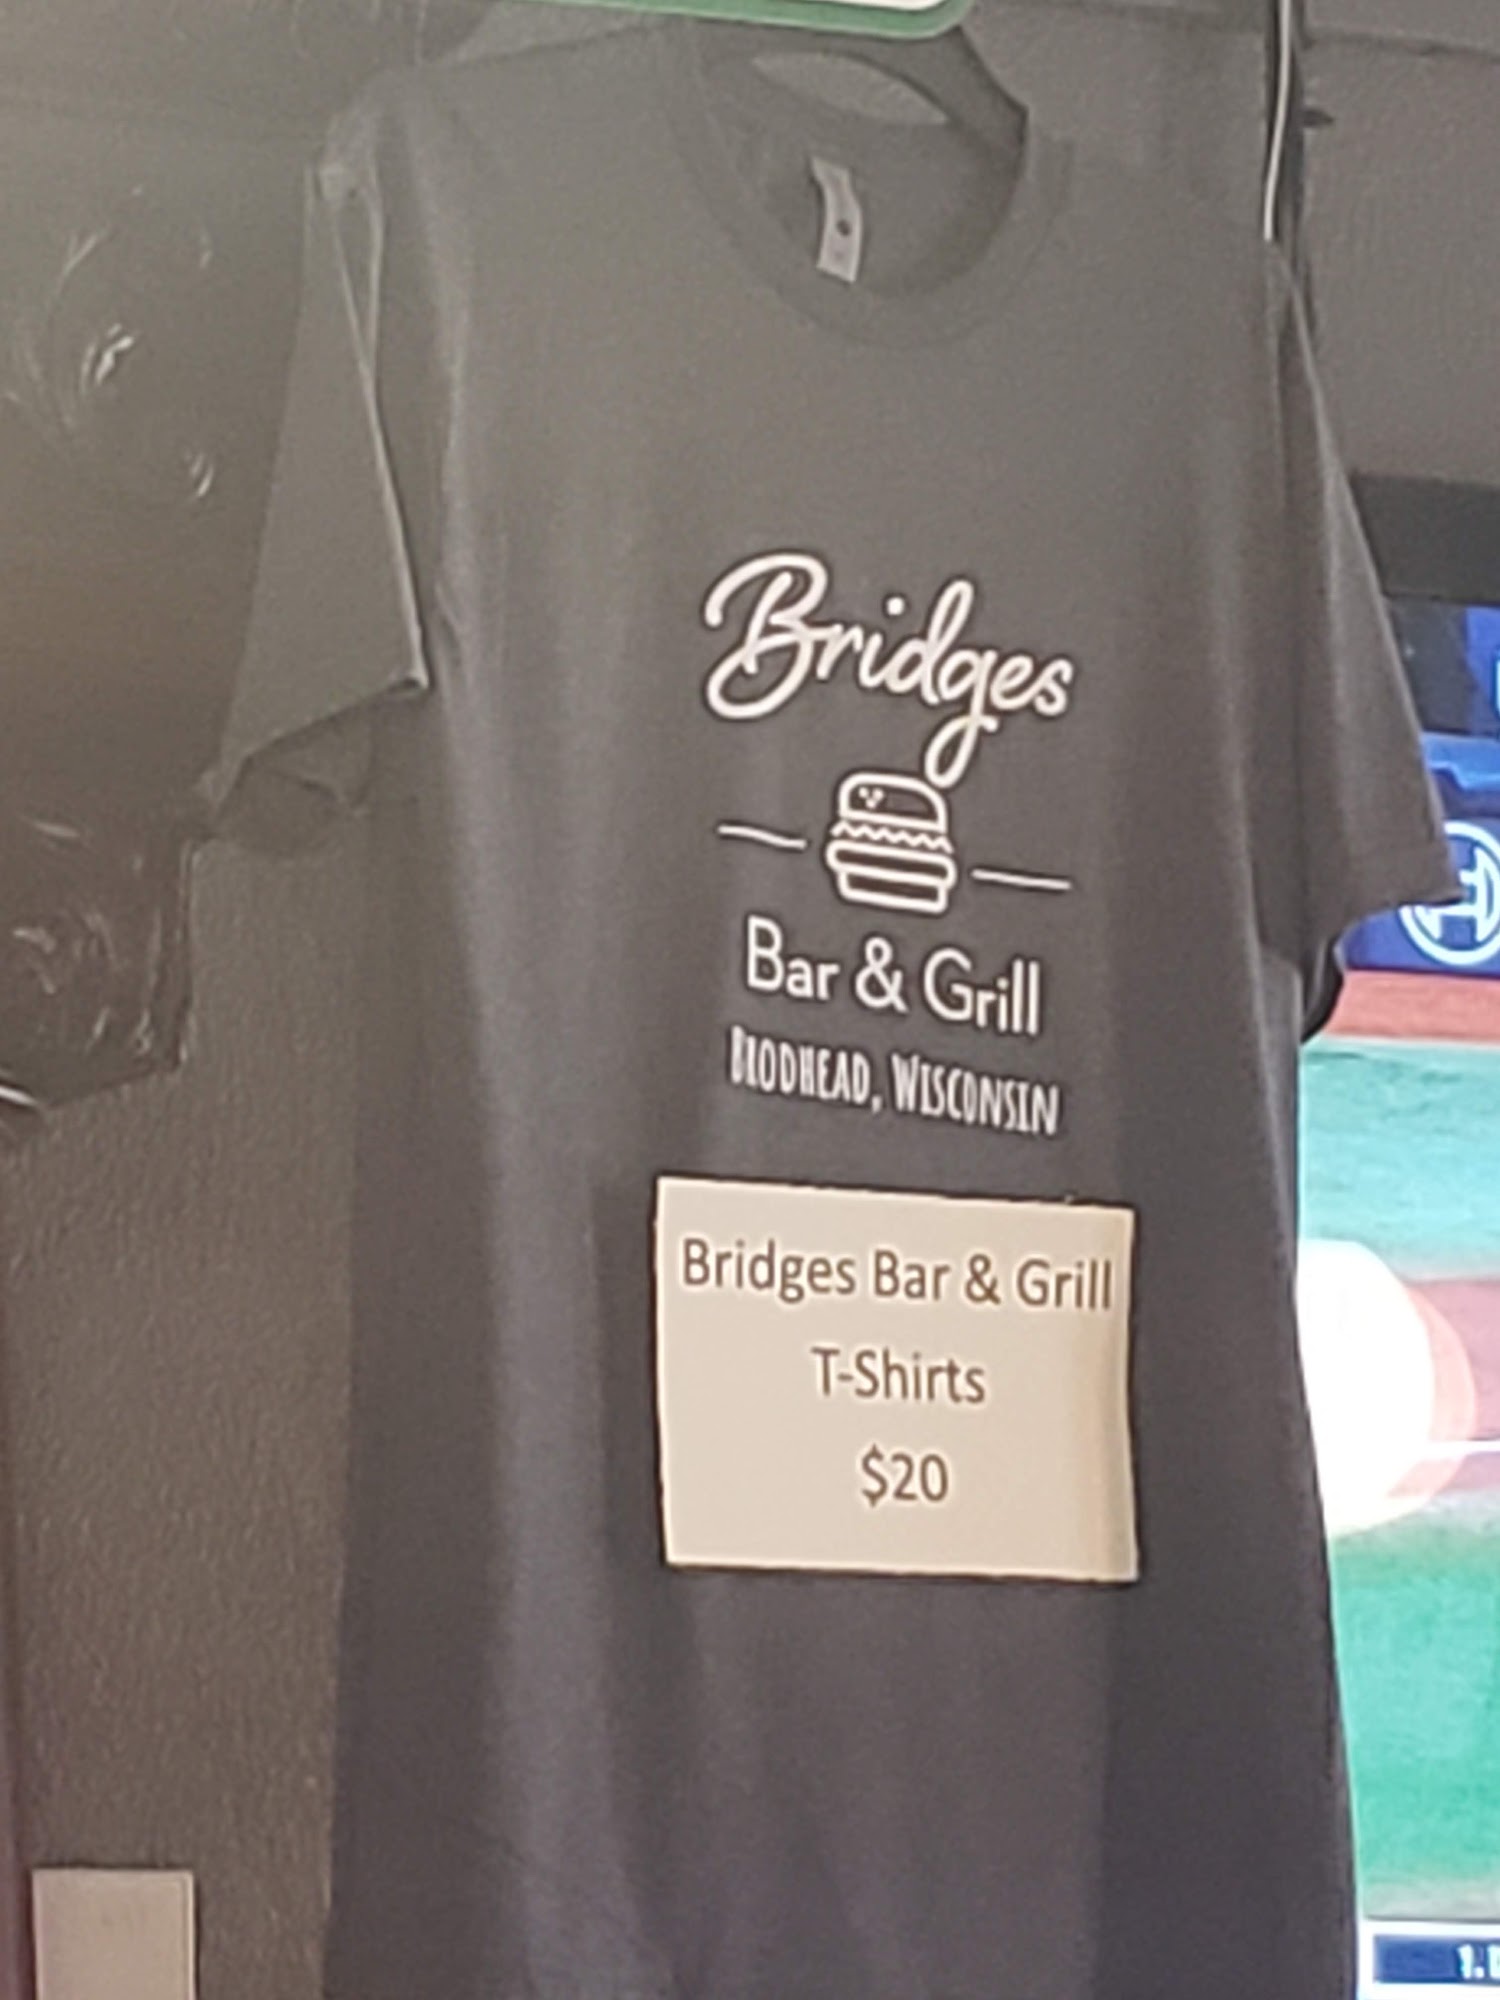 Bridges
Bar & Grill
BRODHEAD, WISCONSIN
Bridges Bar & Grill
T-Shirts
$20